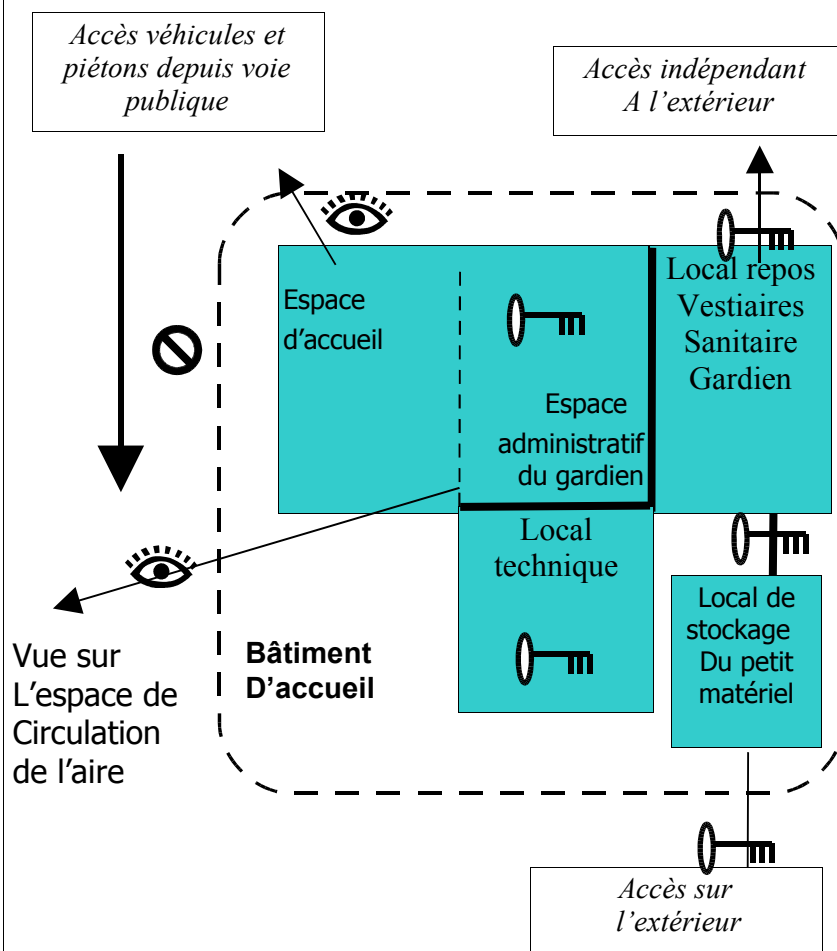 Accès véhicules et
piétons depuis voie
publique
Accès indépendant
A l'extérieur
Espace
d'accueil
Local repos
Vestiaires
Sanitaire
Gardien
Espace
administratif
du gardien
Local
technique
Local de
stockage
Du petit
matériel
Vue sur
L'espace de
Circulation
de l'aire
Bâtiment
D'accueil
Accès sur
l'extérieur